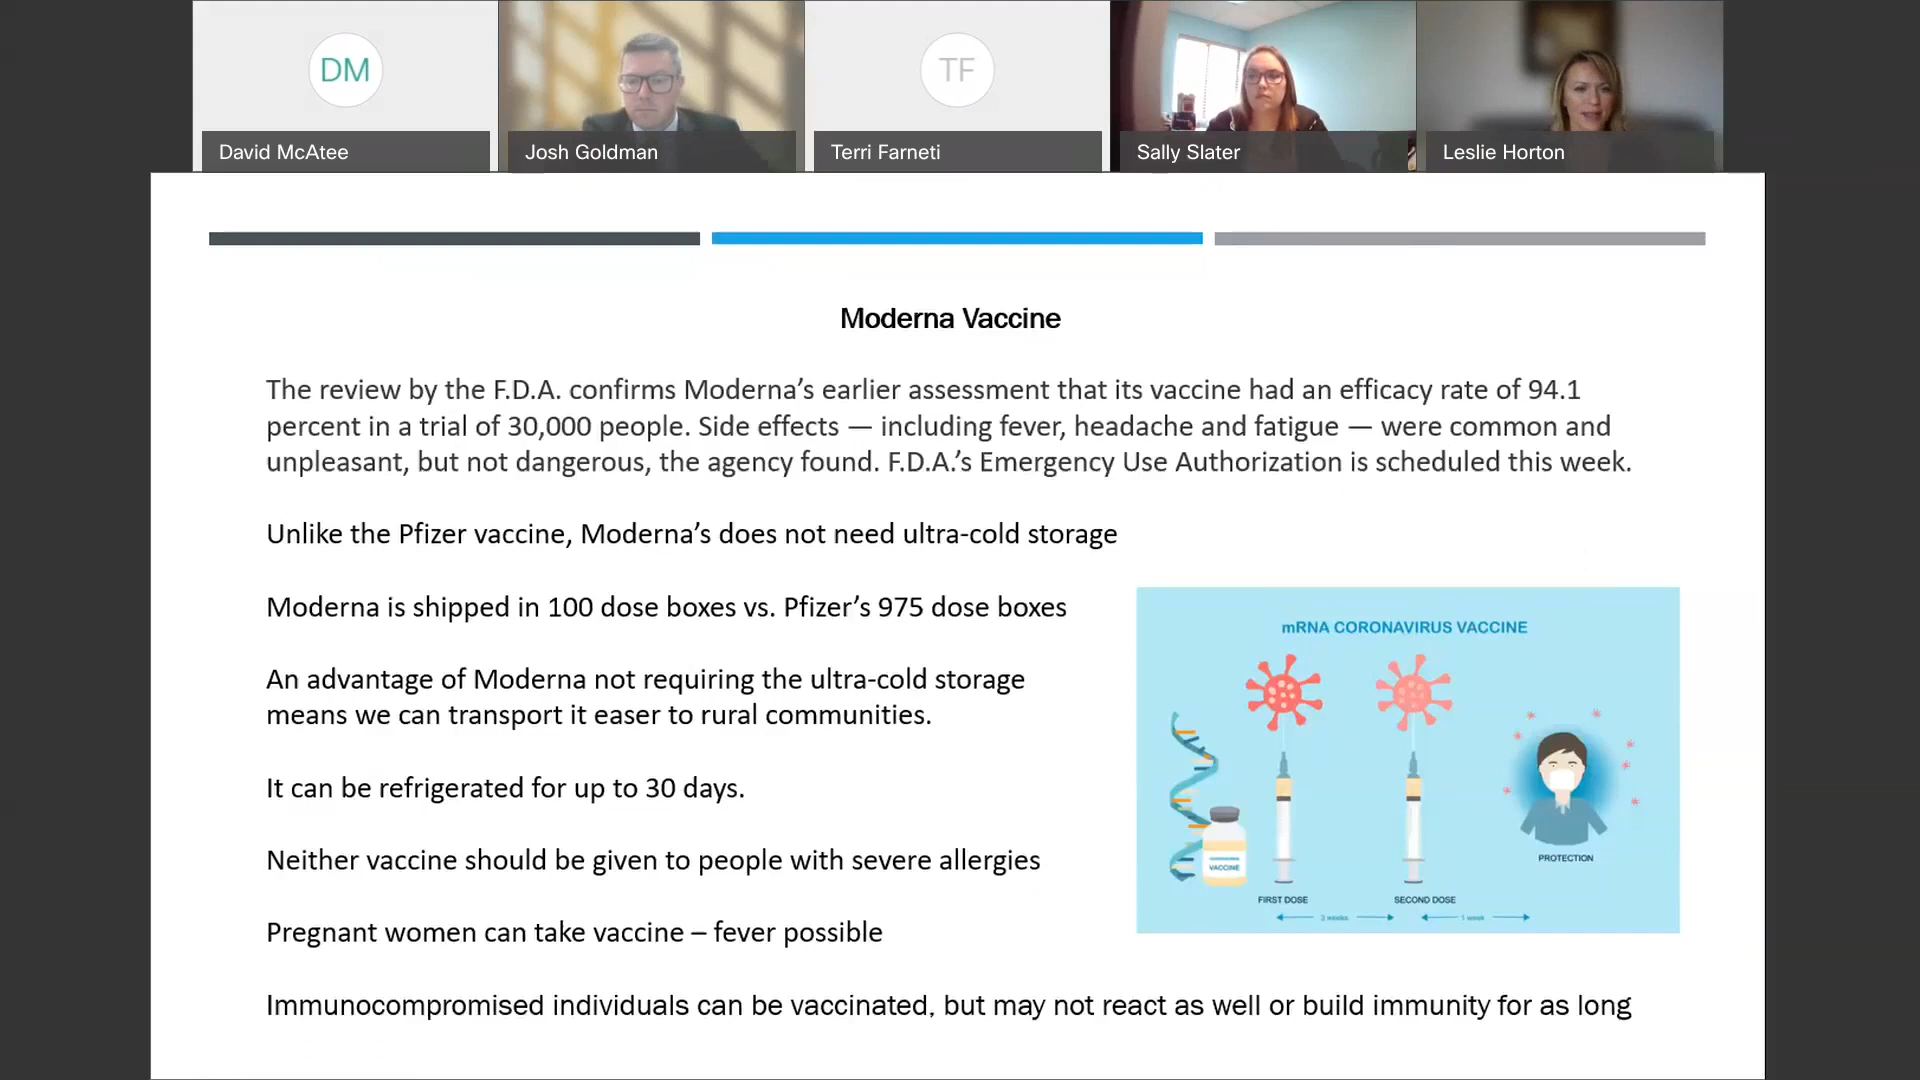 DM
TF
David McAtee
Josh Goldman
Terri Farneti
Sally Slater
Leslie Horton
Moderna Vaccine
The review by the F.D.A. confirms Moderna’s earlier assessment that its vaccine had an efficacy rate of 94.1
percent in a trial of 30,000 people. Side effects — including fever, headache and fatigue — were common and
unpleasant, but not dangerous, the agency found. F.D.A.’s Emergency Use Authorization is scheduled this week.
Unlike the Pfizer vaccine, Moderna’s does not need ultra-cold storage
Moderna is shipped in 100 dose boxes vs. Pfizer’s 975 dose boxes
An advantage of Moderna not requiring the ultra-cold storage
means we can transport it easer to rural communities.
It can be refrigerated for up to 30 days.
Neither vaccine should be given to people with severe allergies
Pregnant women can take vaccine – fever possible
Immunocompromised individuals can be vaccinated, but may not react as well or build immunity for as long
mRNA CORONAVIRUS VACCINE
VACCINE
PROTECTION
FIRST DOSE
SECOND DOSE
3 weeks
1 week